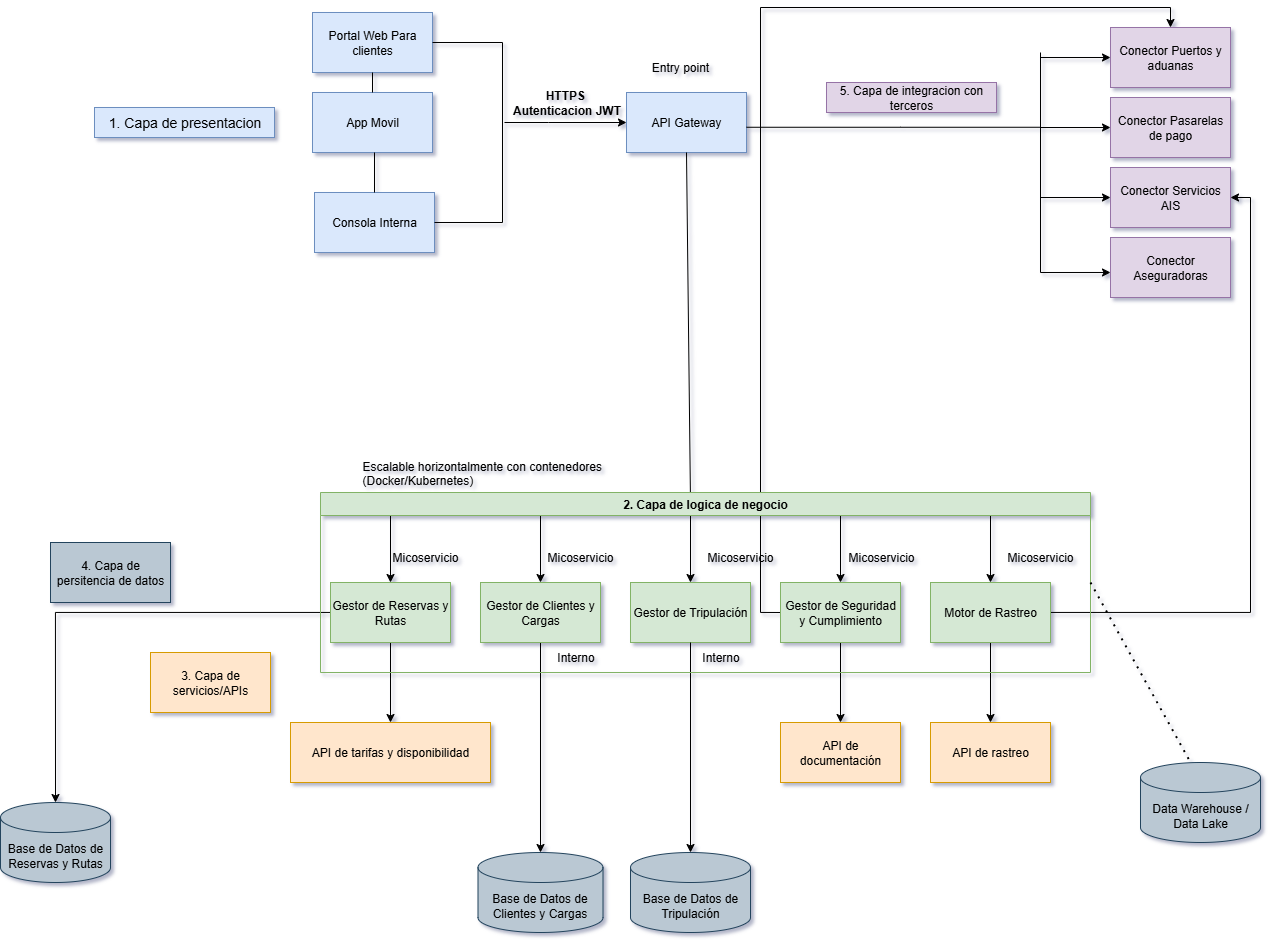 Portal Web Para
clientes
App Movil
Consola Interna
1. Capa de presentacion
HTTPS
Autenticacion JWT
Entry point
API Gateway
5. Capa de integracion con
terceros
Conector Puertos y
aduanas
Conector Pasarelas
de pago
Conector Servicios
AIS
Conector
Aseguradoras
Escalable horizontalmente con contenedores
(Docker/Kubernetes)
2. Capa de logica de negocio
Micoservicio
Micoservicio
Micoservicio
Micoservicio
Micoservicio
4. Capa de
persitencia de datos
Gestor de Reservas y
Rutas
Gestor de Clientes y
Cargas
Gestor de Tripulación
Gestor de Seguridad
y Cumplimiento
Motor de Rastreo
Interno
Interno
3. Capa de
servicios/APIs
API de tarifas y disponibilidad
API de
documentación
API de rastreo
Data Warehouse /
Data Lake
Base de Datos de
Reservas y Rutas
Base de Datos de
Clientes y Cargas
Base de Datos de
Tripulación